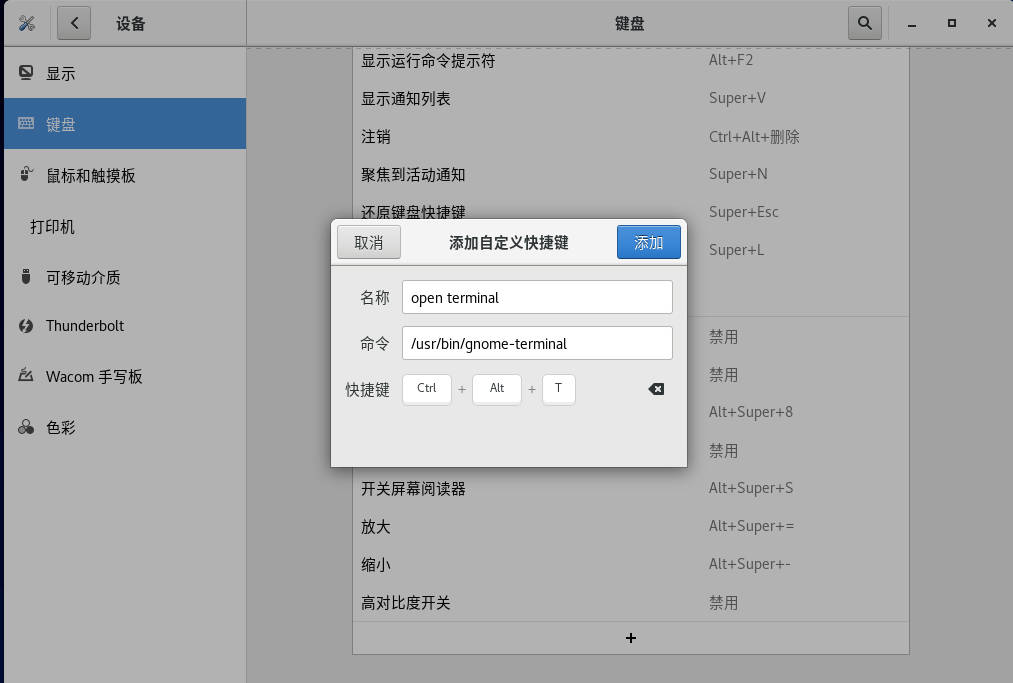 设备
键盘
显示
键盘
鼠标和触摸板
打印机
可移动介质
Thunderbolt
Wacom 手写板
色彩
显示运行命令提示符 Alt+F2
显示通知列表 Super+V
注销 Ctrl+Alt+删除
聚焦到活动通知 Super+N
还原键盘快捷键 Super+Esc
Super+L
取消 添加自定义快捷键 添加
名称 open terminal
命令 /usr/bin/gnome-terminal
快捷键 Ctrl + Alt + T
禁用
禁用
Alt+Super+8
禁用
开关屏幕阅读器 Alt+Super+S
放大 Alt+Super+=
缩小 Alt+Super+-
高对比度开关 禁用
+